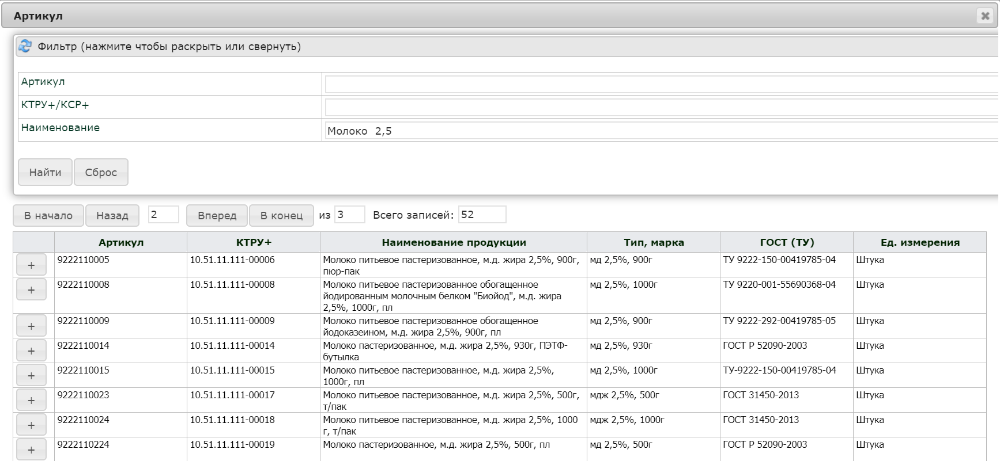 Артикул
Фильтр (нажмите чтобы раскрыть или свернуть)
Артикул
КТРУ+/КСР+
Наименование Молоко  2,5
Найти Сброс
В начало Назад 2 Вперед В конец из 3 Всего записей: 52
Артикул КТРУ+ Наименование продукции Тип, марка ГОСТ (ТУ) Ед. измерения
+ 9222110005 10.51.11.111-00006 Молоко питьевое пастеризованное, м.д. жира 2,5%, 900г, мд 2,5%, 900г ТУ 9222-150-00419785-04 Штука
пюр-пак
+ 9222110008 10.51.11.111-00008 Молоко питьевое пастеризованное обогащенное мд 2,5%, 1000г ТУ 9220-001-55690368-04 Штука
йодированным молочным белком "Биойод", м.д. жира
2,5%, 1000г, пл
+ 9222110009 10.51.11.111-00009 Молоко питьевое пастеризованное обогащенное мд 2,5%, 900г ТУ 9222-292-00419785-05 Штука
йодоказеином, м.д. жира 2,5%, 900г, пл
+ 9222110014 10.51.11.111-00014 Молоко пастеризованное, м.д. жира 2,5%, 930г, ПЭТФ- мд 2,5%, 930г ГОСТ Р 52090-2003 Штука
бутылка
+ 9222110015 10.51.11.111-00015 Молоко питьевое пастеризованное, м.д. жира 2,5%, мд 2,5%, 1000г ТУ-9222-150-00419785-04 Штука
1000г, пл
+ 9222110023 10.51.11.111-00017 Молоко питьевое пастеризованное, м.д. жира 2,5%, 500г, мдж 2,5%, 500г ГОСТ 31450-2013 Штука
т/пак
+ 9222110024 10.51.11.111-00018 Молоко питьевое пастеризованное, м.д. жира 2,5%, 1000 мдж 2,5%, 1000г ГОСТ 31450-2013 Штука
г, т/пак
+ 9222110224 10.51.11.111-00019 Молоко пастеризованное, м.д. жира 2,5%, 500г, пл мд 2,5%, 500г ГОСТ Р 52090-2003 Штука